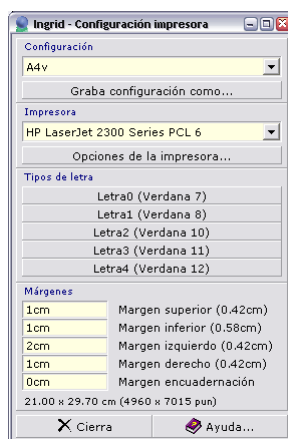 Ingrid - Configuración impresora
Configuración
A4v
Graba configuración como...
Impresora
HP LaserJet 2300 Series PCL 6
Opciones de la impresora...
Tipos de letra
Letra0 (Verdana 7)
Letra1 (Verdana 8)
Letra2 (Verdana 10)
Letra3 (Verdana 11)
Letra4 (Verdana 12)
Márgenes
1cm Margen superior (0.42cm)
1cm Margen inferior (0.58cm)
2cm Margen izquierdo (0.42cm)
1cm Margen derecho (0.42cm)
0cm Margen encuadernación
21.00 x 29.70 cm (4960 x 7015 pun)
Cierra Ayuda...